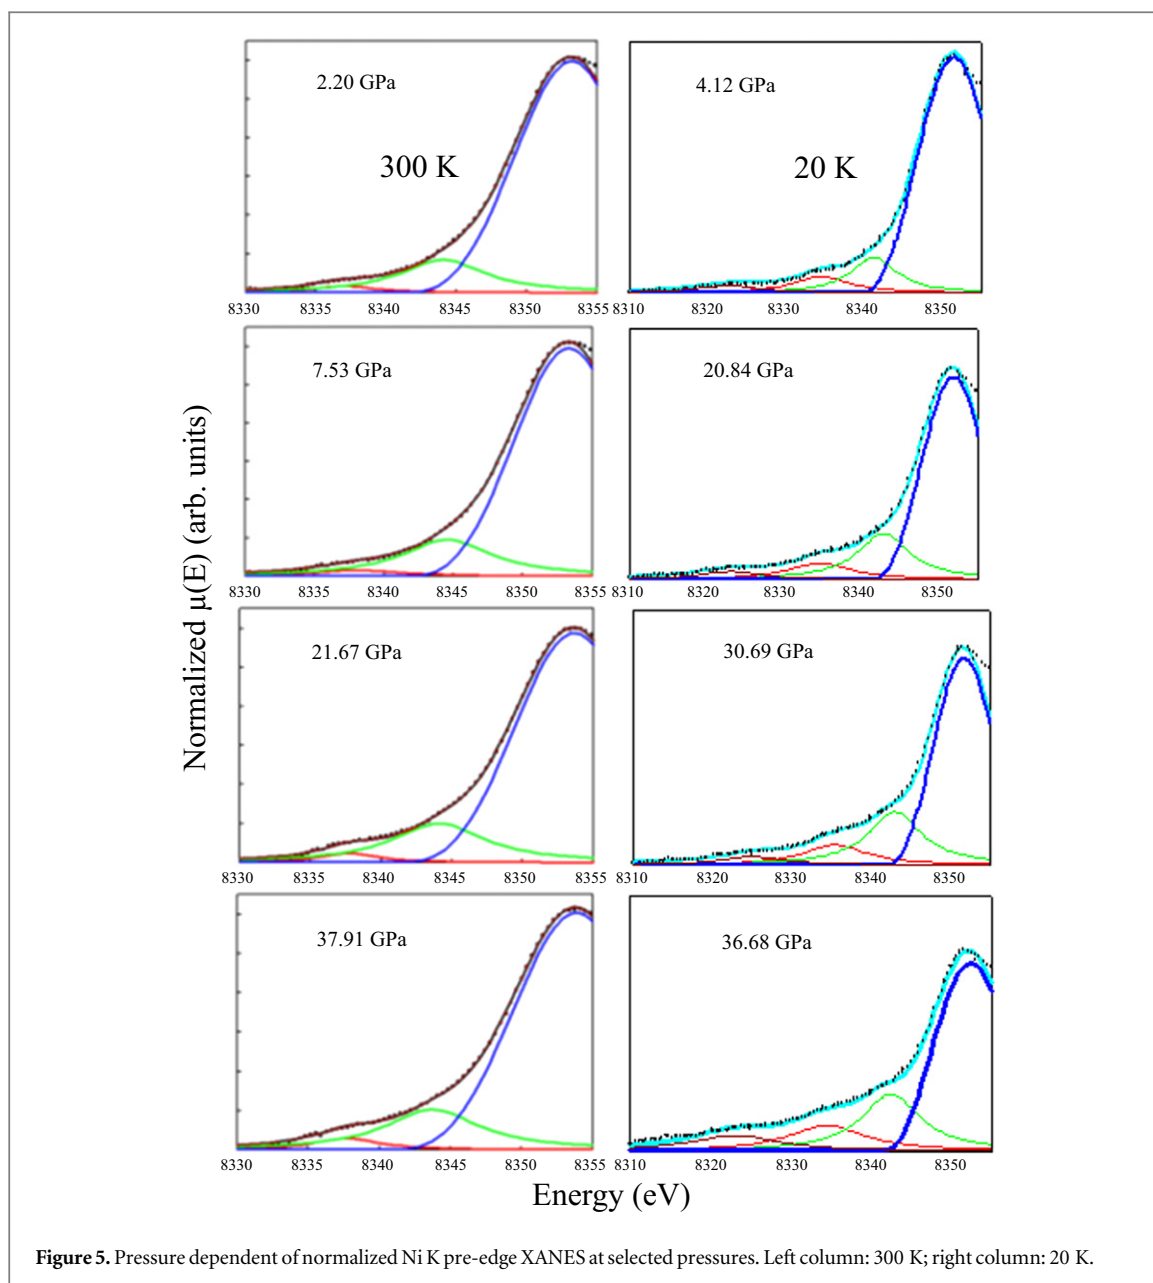 2.20 GPa
300 K
8330 8335 8340 8345 8350 8355
4.12 GPa
20 K
8310 8320 8330 8340 8350
7.53 GPa
8330 8335 8340 8345 8350 8355
20.84 GPa
8310 8320 8330 8340 8350
21.67 GPa
8330 8335 8340 8345 8350 8355
30.69 GPa
8310 8320 8330 8340 8350
37.91 GPa
8330 8335 8340 8345 8350 8355
36.68 GPa
8310 8320 8330 8340 8350
Normalized μ(E) (arb. units)
Energy (eV)
Figure 5. Pressure dependent of normalized Ni K pre-edge XANES at selected pressures. Left column: 300 K; right column: 20 K.